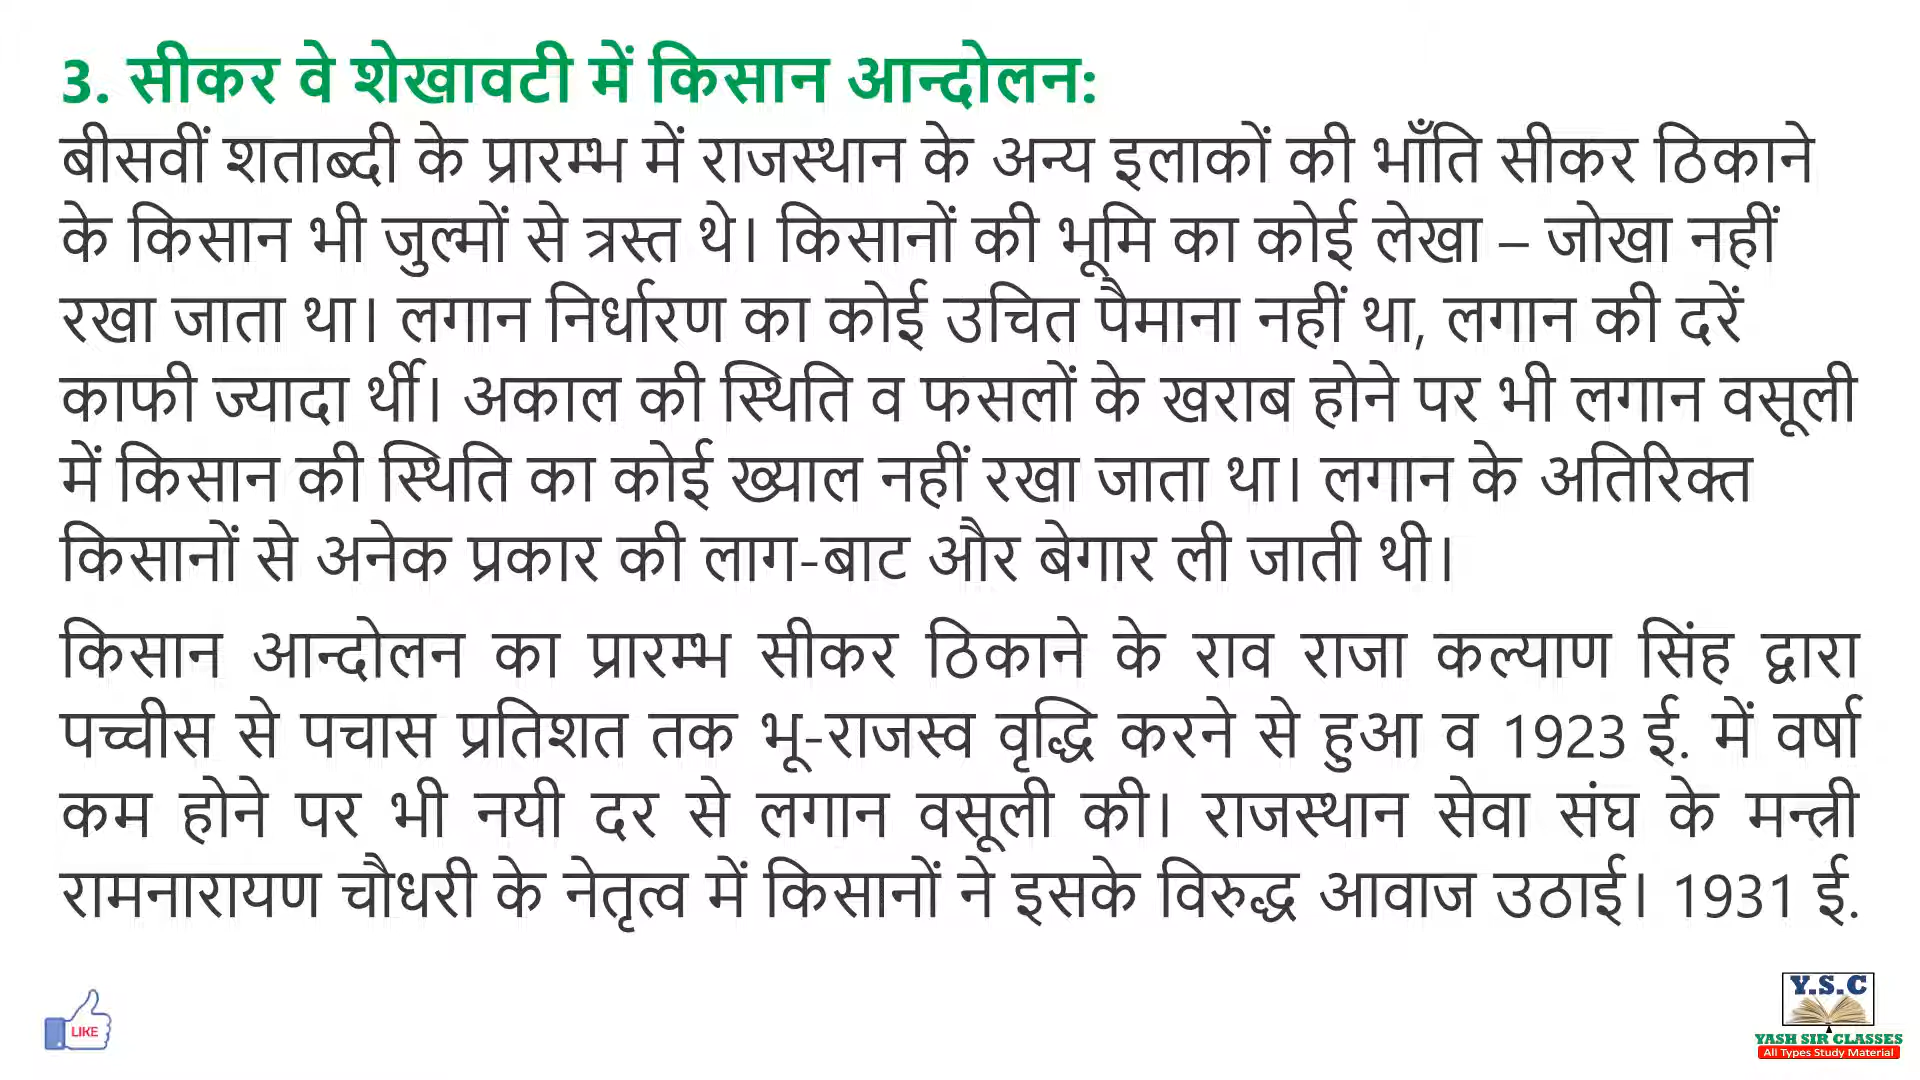 3. सीकर वे शेखावटी में किसान आन्दोलन:
बीसवीं शताब्दी के प्रारम्भ में राजस्थान के अन्य इलाकों की भाँति सीकर ठिकाने
के किसान भी जुल्मों से त्रस्त थे। किसानों की भूमि का कोई लेखा – जोखा नहीं
रखा जाता था। लगान निर्धारण का कोई उचित पैमाना नहीं था, लगान की दरें
काफी ज्यादा र्थी। अकाल की स्थिति व फसलों के खराब होने पर भी लगान वसूली
में किसान की स्थिति का कोई ख्याल नहीं रखा जाता था। लगान के अतिरिक्त
किसानों से अनेक प्रकार की लाग-बाट और बेगार ली जाती थी।
किसान आन्दोलन का प्रारम्भ सीकर ठिकाने के राव राजा कल्याण सिंह द्वारा
पच्चीस से पचास प्रतिशत तक भू-राजस्व वृद्धि करने से हुआ व 1923 ई. में वर्षा
कम होने पर भी नयी दर से लगान वसूली की। राजस्थान सेवा संघ के मन्त्री
रामनारायण चौधरी के नेतृत्व में किसानों ने इसके विरुद्ध आवाज उठाई। 1931 ई.
LIKE
Y.S.C
YASH SIR CLASSES
All Types Study Material